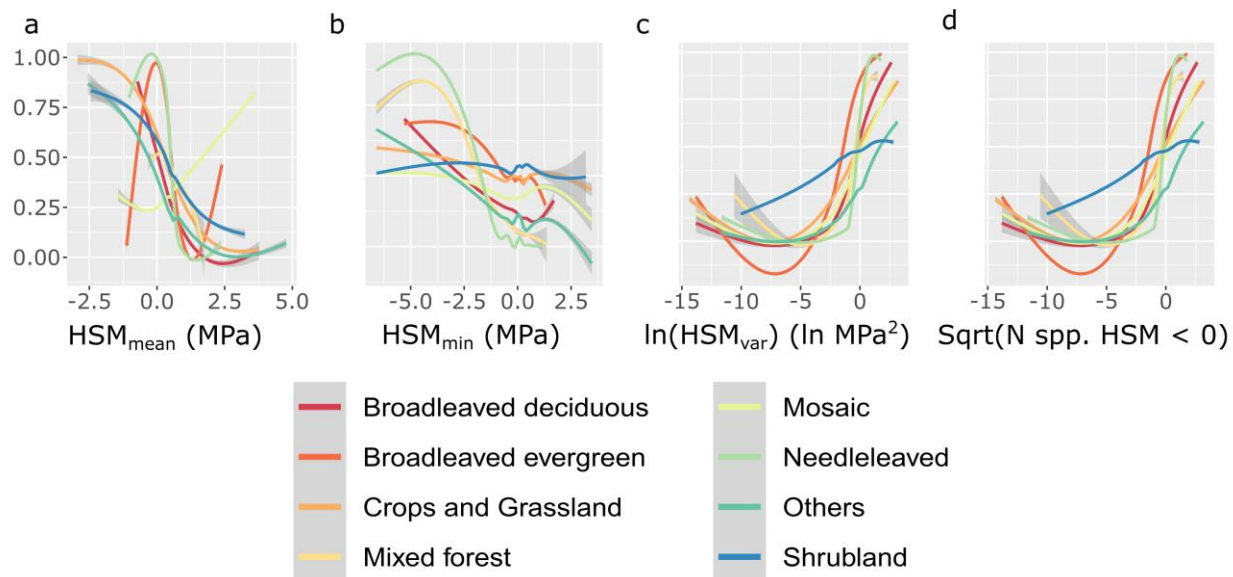 a b c d
1.00
0.75
0.50
0.25
0.00
-2.5 0.0 2.5 5.0 -5.0 -2.5 0.0 2.5 -15 -10 -5 0 -15 -10 -5 0
HSMmean (MPa) HSMmin (MPa) ln(HSMvar) (ln MPa²) Sqrt(N spp. HSM < 0)
Broadleaved deciduous Mosaic
Broadleaved evergreen Needleleaved
Crops and Grassland Others
Mixed forest Shrubland